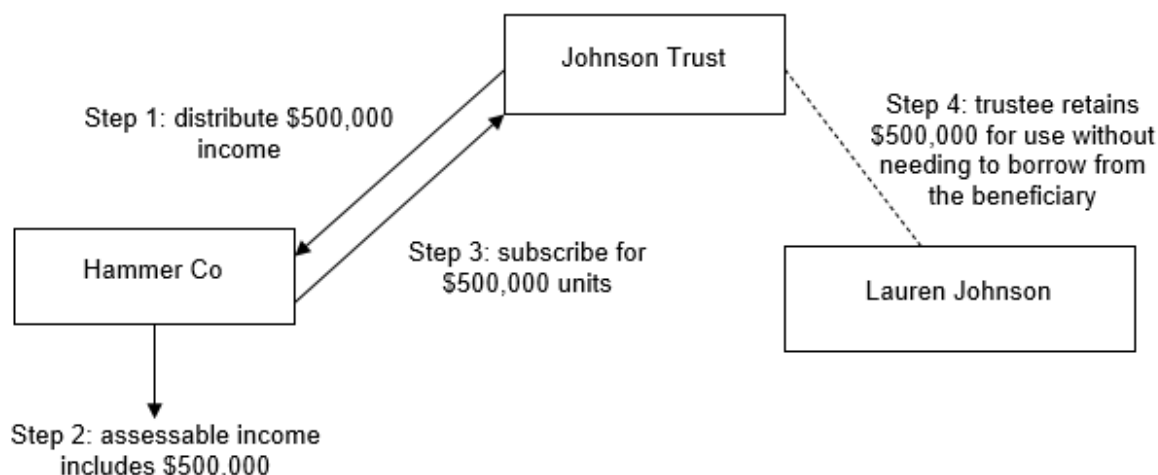 Johnson Trust
Step 1: distribute $500,000
income
Step 4: trustee retains
$500,000 for use without
needing to borrow from
the beneficiary
Hammer Co
Step 3: subscribe for
$500,000 units
Lauren Johnson
Step 2: assessable income
includes $500,000